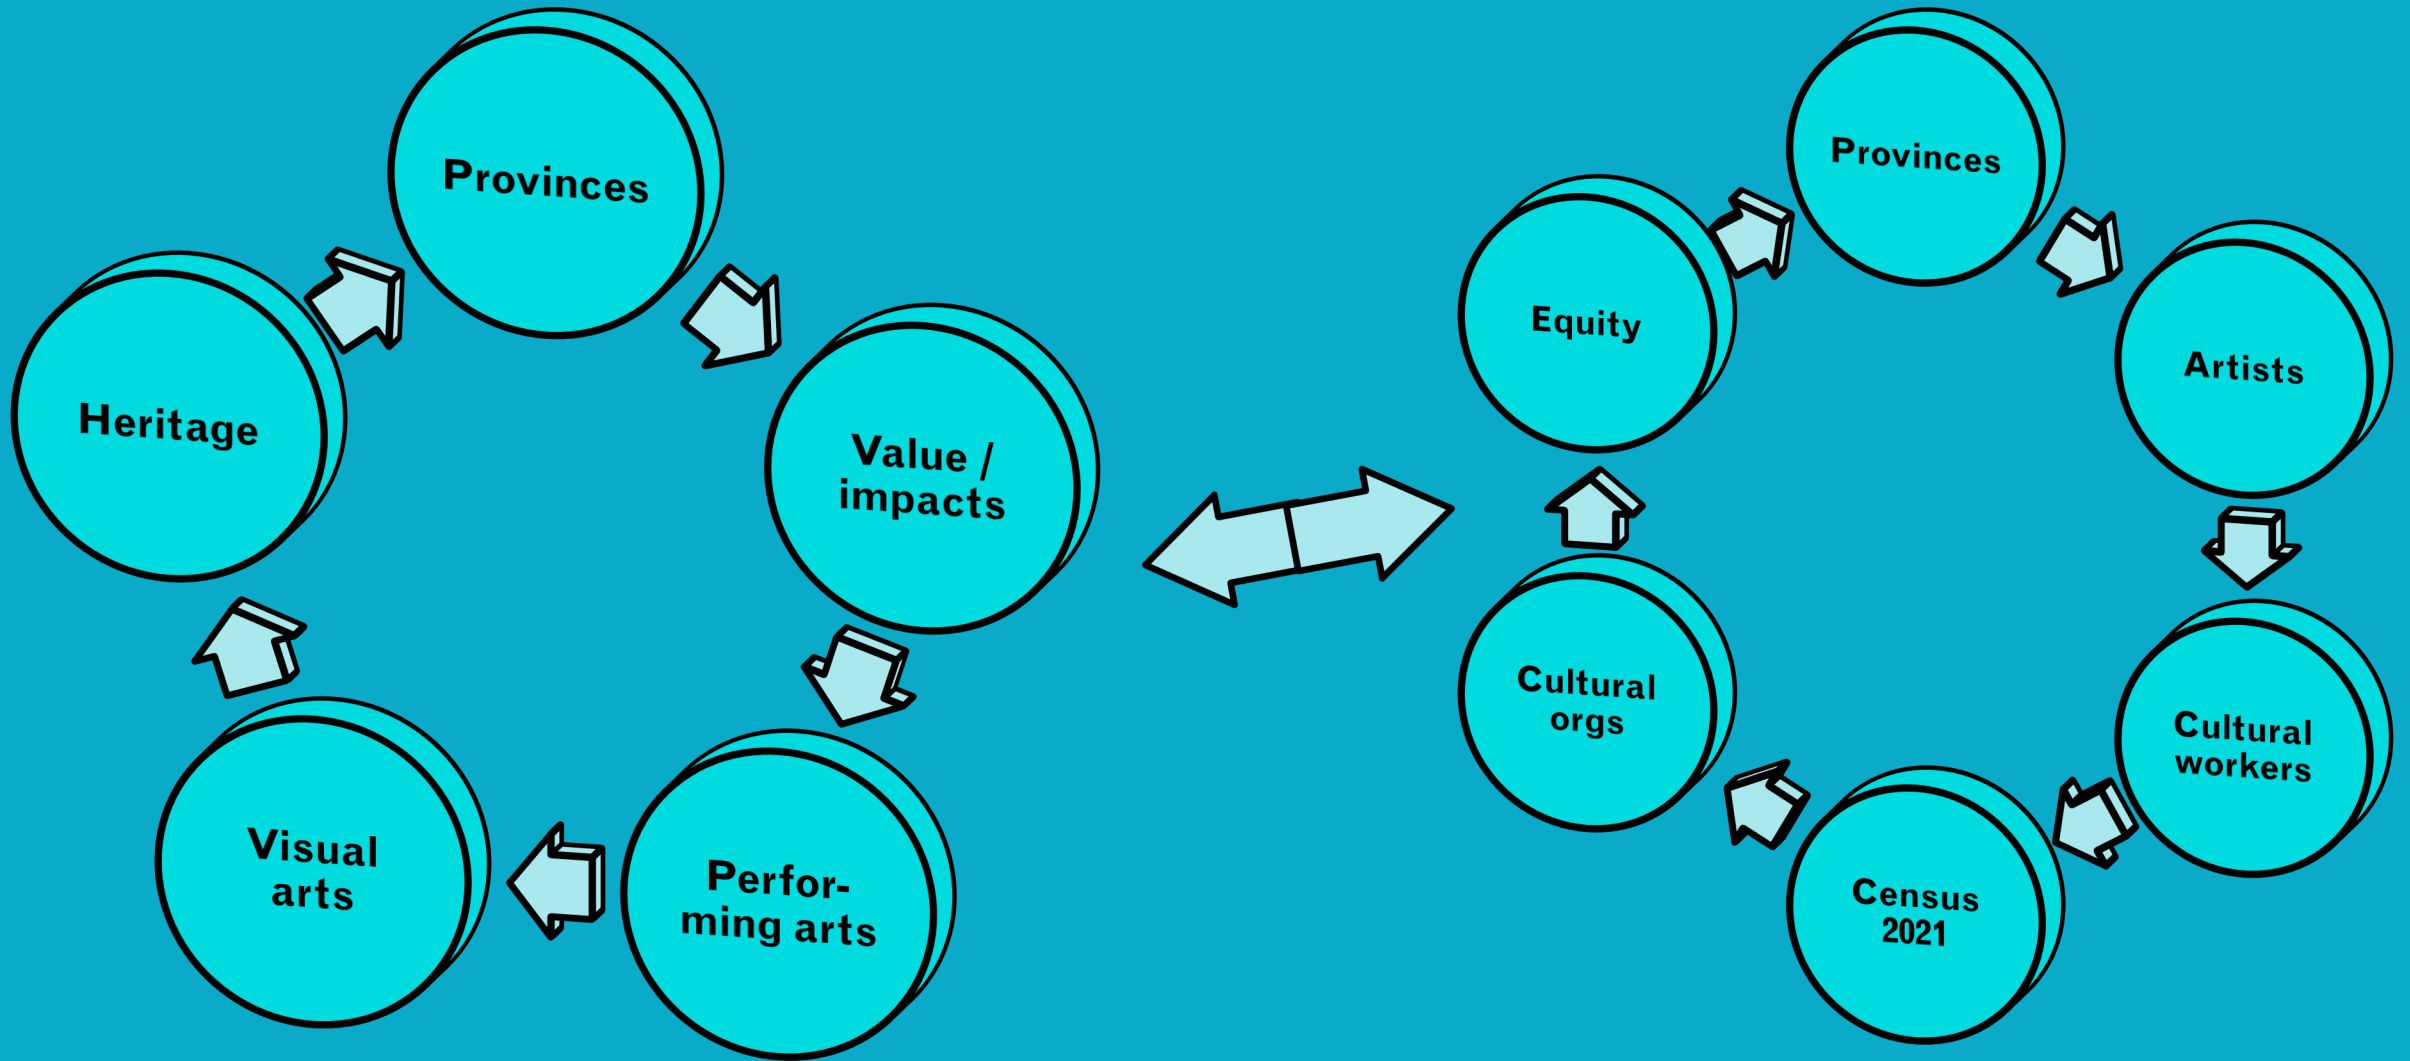 Provinces
Value /
impacts
Perfor-
ming arts
Visual
arts
Heritage
Provinces
Artists
Cultural
workers
Census
2021
Cultural
orgs
Equity